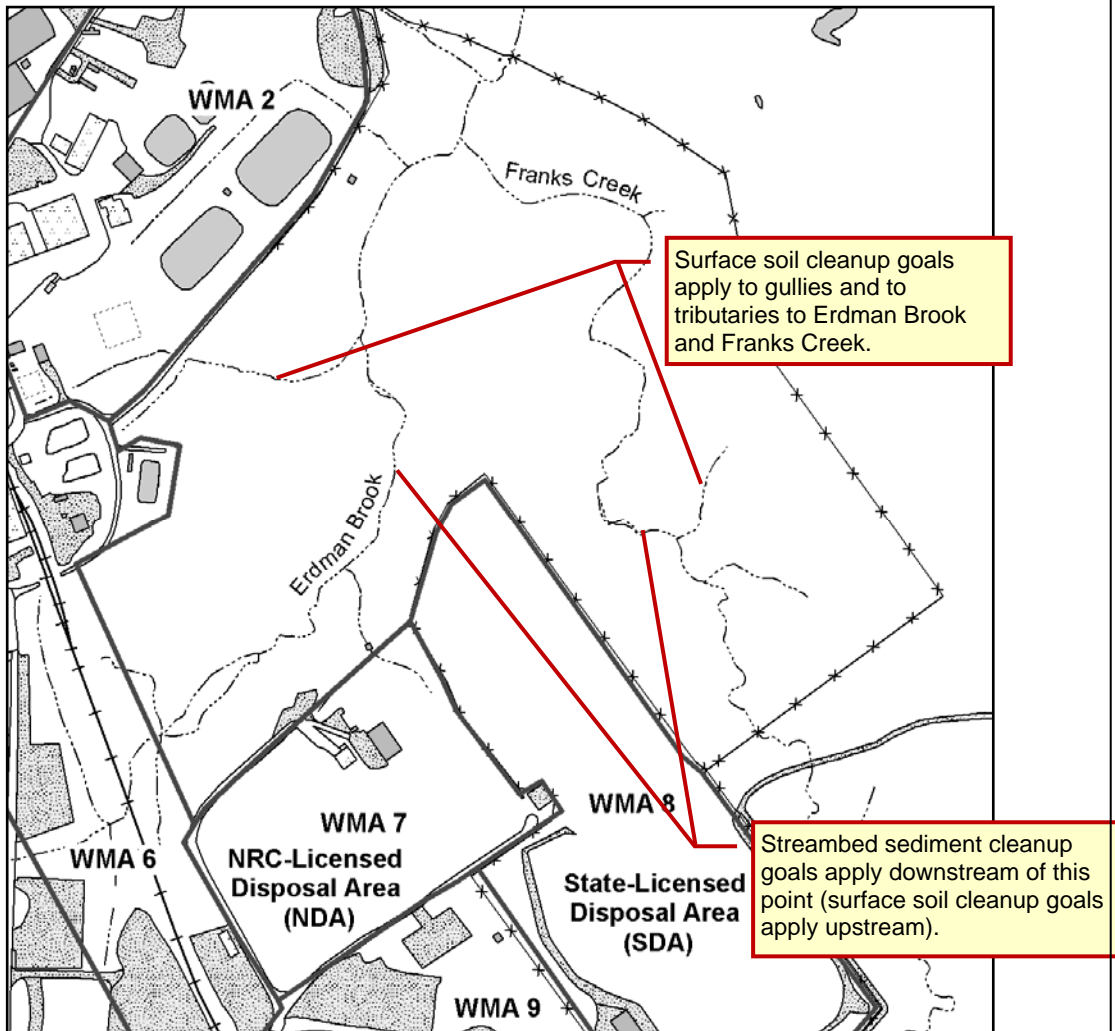 WMA 2
Franks Creek
Surface soil cleanup goals
apply to gullies and to
tributaries to Erdman Brook
and Franks Creek.
Erdman Brook
WMA 8
WMA 7
NRC-Licensed
Disposal Area
(NDA)
WMA 6
State-Licensed
Disposal Area
(SDA)
Streambed sediment cleanup
goals apply downstream of this
point (surface soil cleanup goals
apply upstream).
WMA 9